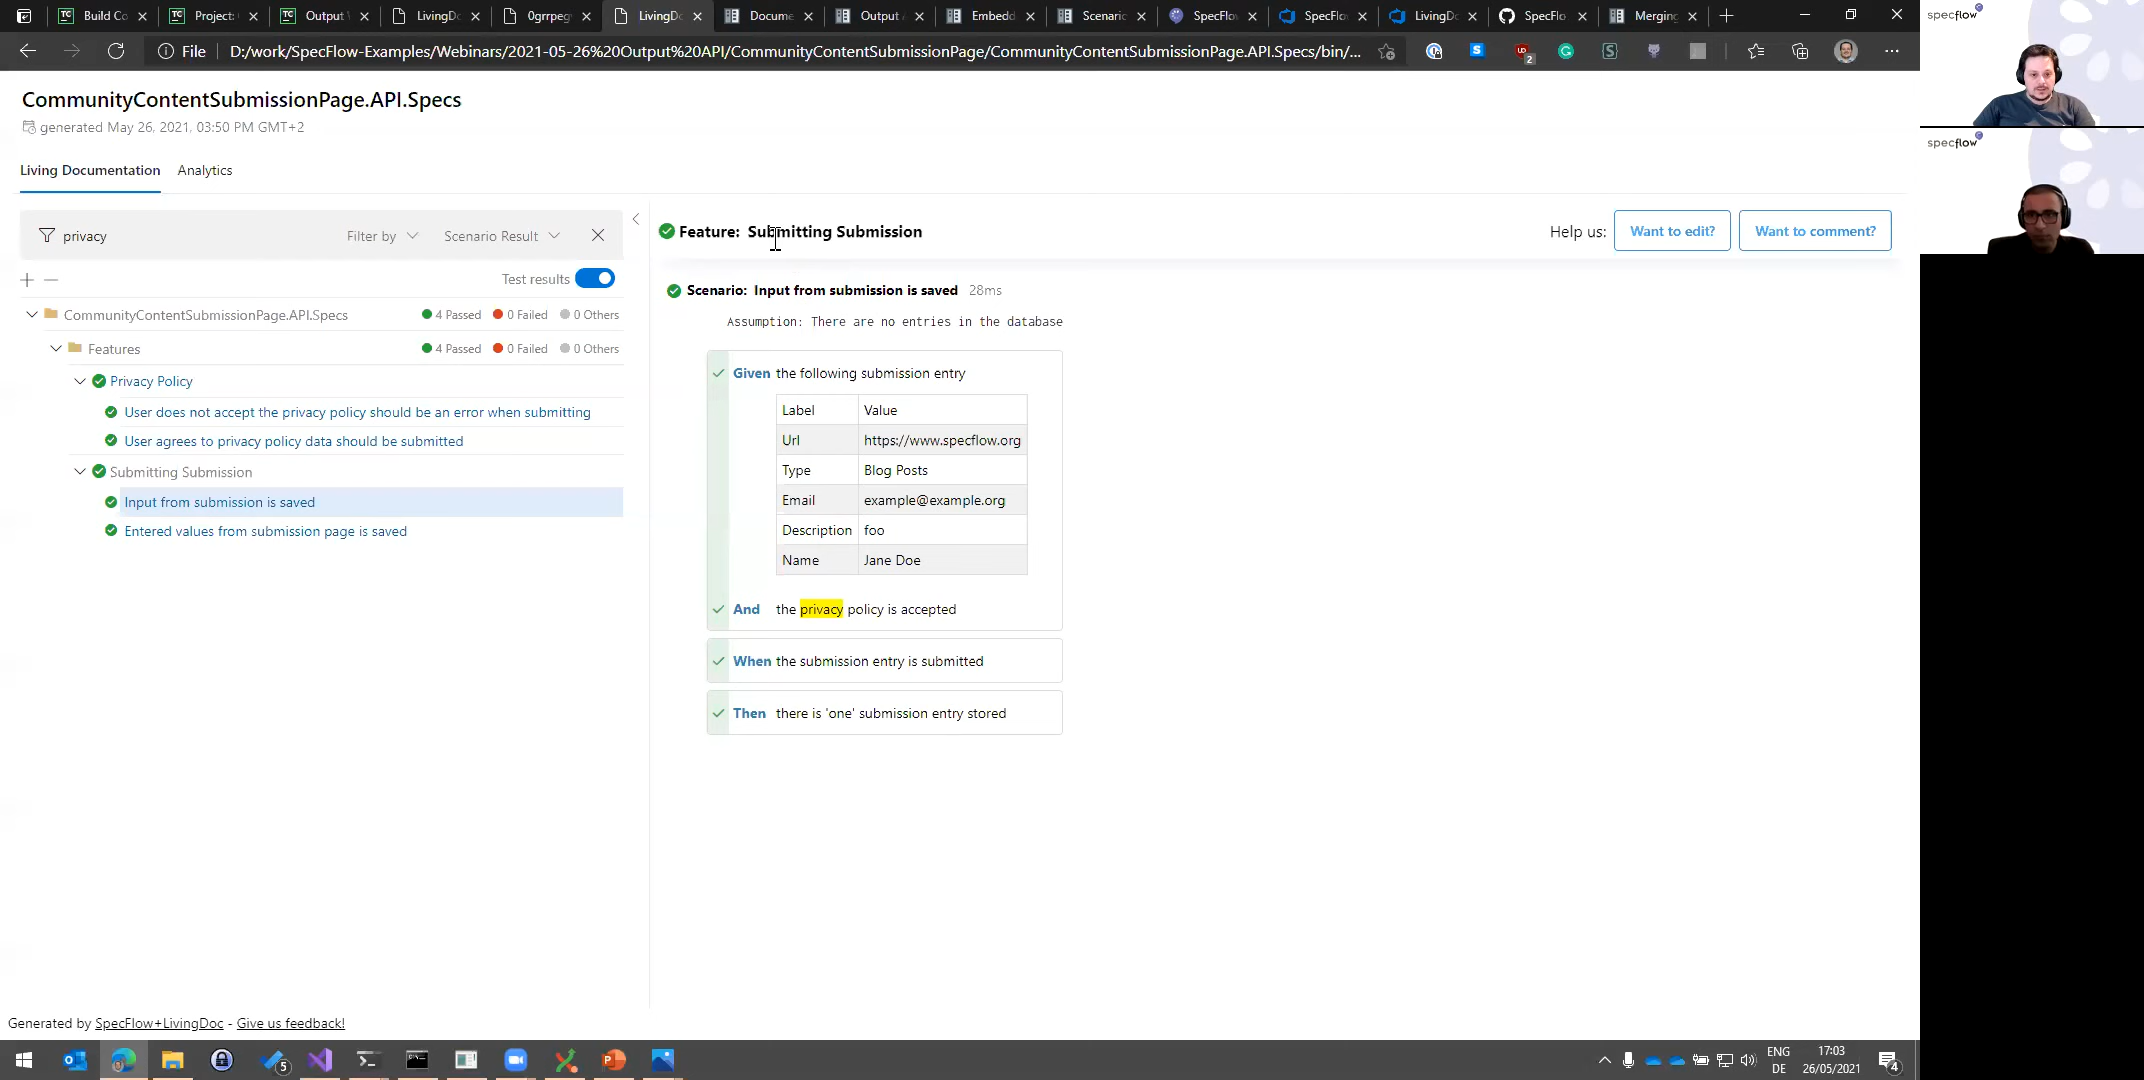 Build Co
Project:
Output
LivingDo
0grrpeg
LivingDo
Docume
Output
Embedd
Scenaric
SpecFlo
SpecFlo
LivingDo
SpecFlo
Merging
File
D:/work/SpecFlow-Examples/Webinars/2021-05-26%20Output%20API/CommunityContentSubmissionPage/CommunityContentSubmissionPage.API.Specs/bin/...
2
specflow
specflow
CommunityContentSubmissionPage.API.Specs
generated May 26, 2021, 03:50 PM GMT+2
Living Documentation
Analytics
privacy
Filter by
Scenario Result
Test results
CommunityContentSubmissionPage.API.Specs 4 Passed 0 Failed 0 Others
Features 4 Passed 0 Failed 0 Others
Privacy Policy
User does not accept the privacy policy should be an error when submitting
User agrees to privacy policy data should be submitted
Submitting Submission
Input from submission is saved
Entered values from submission page is saved
Feature: Submitting Submission
Help us: Want to edit? Want to comment?
Scenario: Input from submission is saved 28ms
Assumption: There are no entries in the database
Given the following submission entry
Label Value
Url https://www.specflow.org
Type Blog Posts
Email example@example.org
Description foo
Name Jane Doe
And the privacy policy is accepted
When the submission entry is submitted
Then there is 'one' submission entry stored
Generated by SpecFlow+LivingDoc - Give us feedback!
5
ENG
DE
17:03
26/05/2021
4